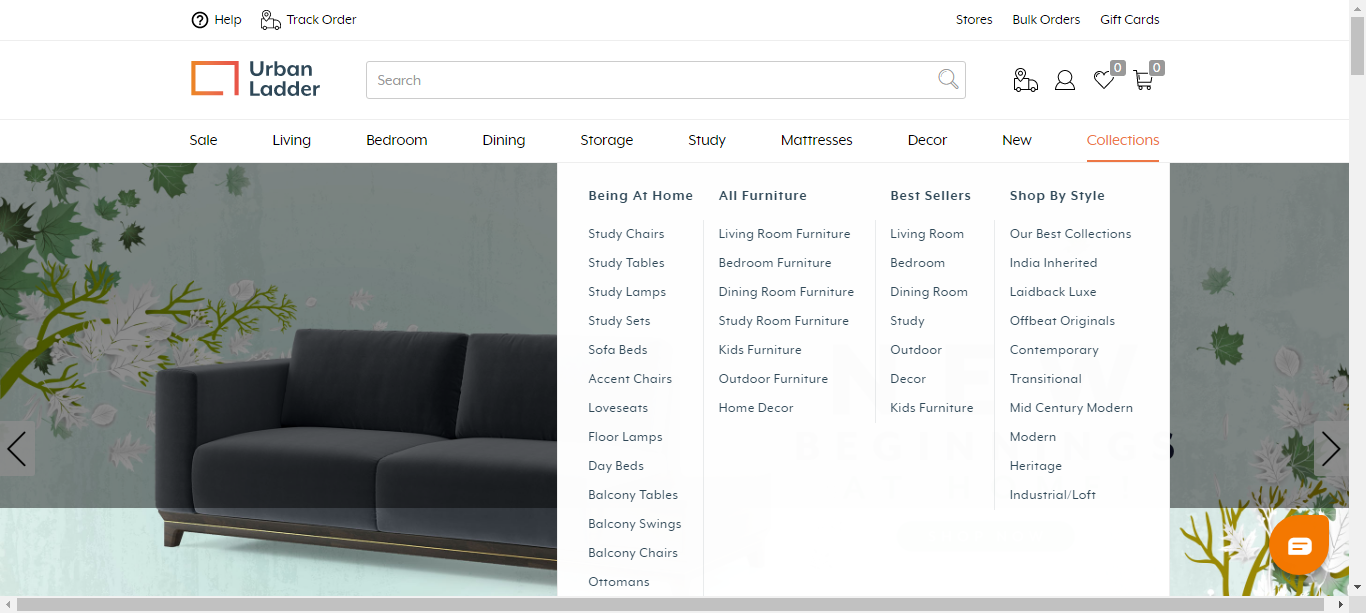 Help
Track Order
Stores
Bulk Orders
Gift Cards
Urban
Ladder
Search
0
0
Sale
Living
Bedroom
Dining
Storage
Study
Mattresses
Decor
New
Collections
Being At Home
Study Chairs
Study Tables
Study Lamps
Study Sets
Sofa Beds
Accent Chairs
Loveseats
Floor Lamps
Day Beds
Balcony Tables
Balcony Swings
Balcony Chairs
Ottomans
All Furniture
Living Room Furniture
Bedroom Furniture
Dining Room Furniture
Study Room Furniture
Kids Furniture
Outdoor Furniture
Home Decor
Best Sellers
Living Room
Bedroom
Dining Room
Study
Outdoor
Decor
Kids Furniture
Shop By Style
Our Best Collections
India Inherited
Laidback Luxe
Offbeat Originals
Contemporary
Transitional
Mid Century Modern
Modern
Heritage
Industrial/Loft
NEW
BEGINNINGS